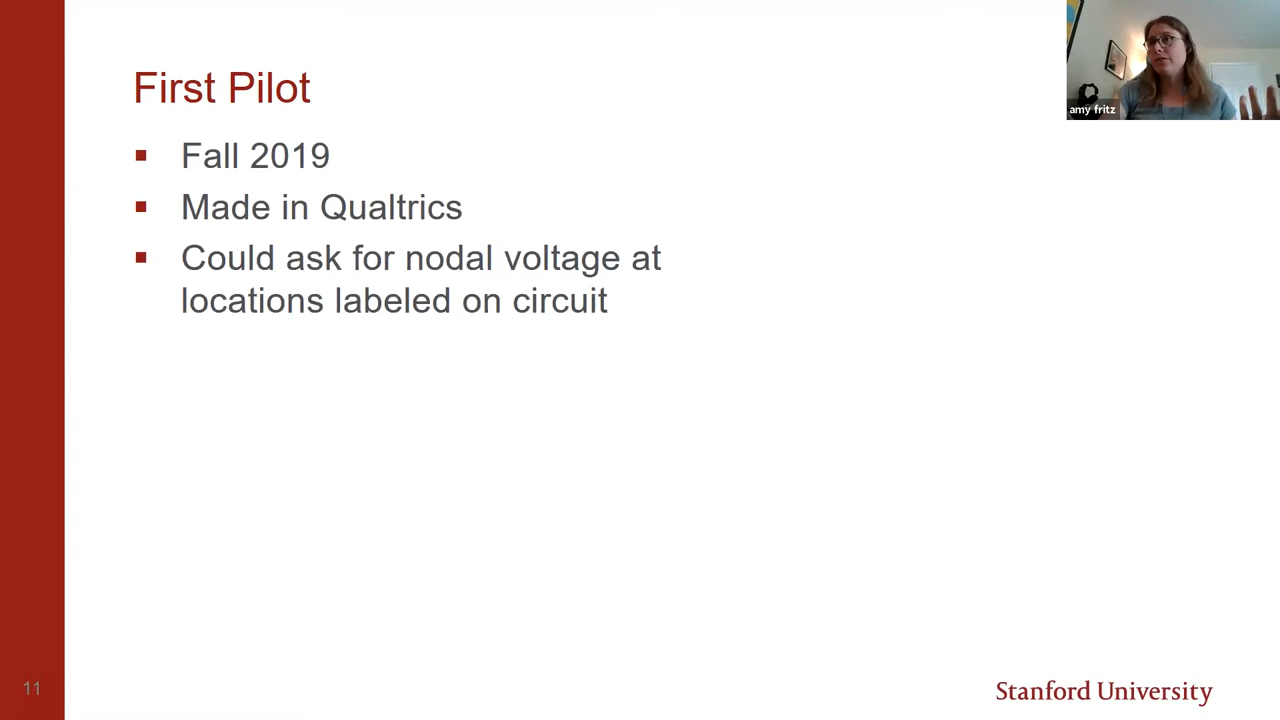 First Pilot
Fall 2019
Made in Qualtrics
Could ask for nodal voltage at
locations labeled on circuit
amy fritz
11
Stanford University